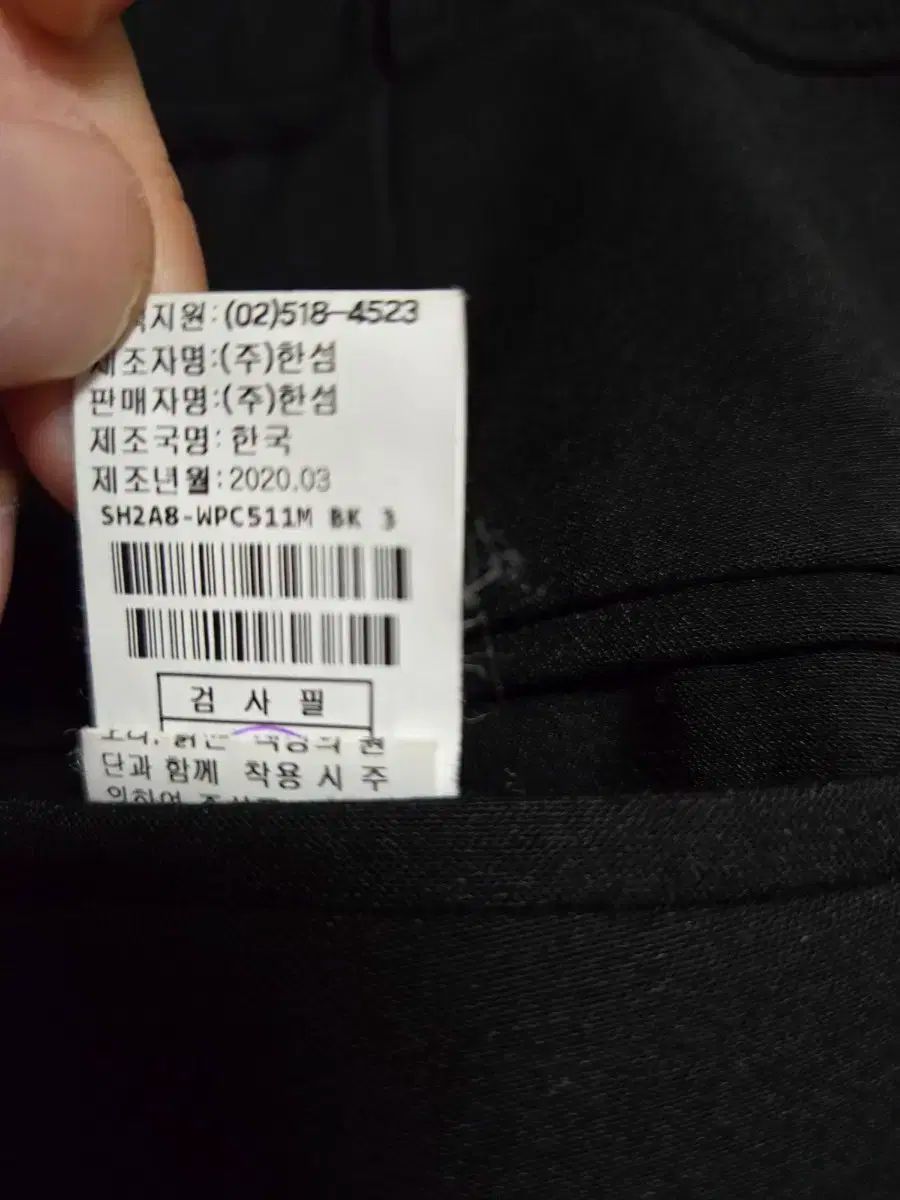 지원:(02)518-4523
제조자명:(주)한섬
판매자명:(주)한섬
제조국명:한국
제조년월:2020.03
SH2A8-WPC511M BK 3
검사필
단과 함께 착용 시 주